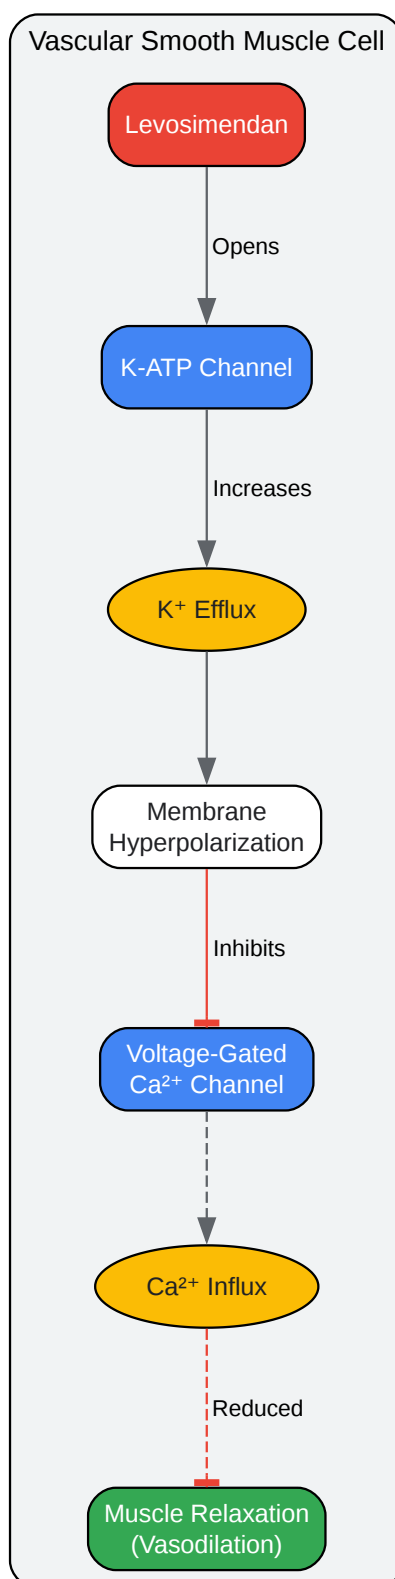 Vascular Smooth Muscle Cell
Levosimendan
Opens
K-ATP Channel
Increases
K⁺ Efflux
Membrane
Hyperpolarization
Inhibits
Voltage-Gated
Ca²⁺ Channel
Ca²⁺ Influx
Reduced
Muscle Relaxation
(Vasodilation)